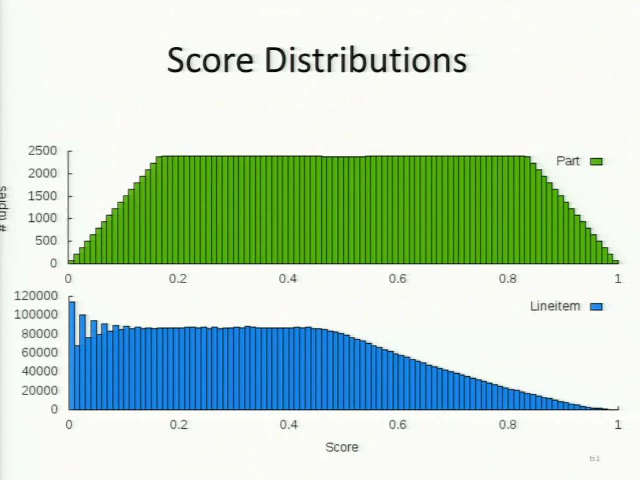 Score Distributions
2500
2000
1500
1000
500
0
# tuples
Part
0 0.2 0.4 0.6 0.8 1
120000
100000
80000
60000
40000
20000
0
Lineitem
0 0.2 0.4 0.6 0.8 1
Score